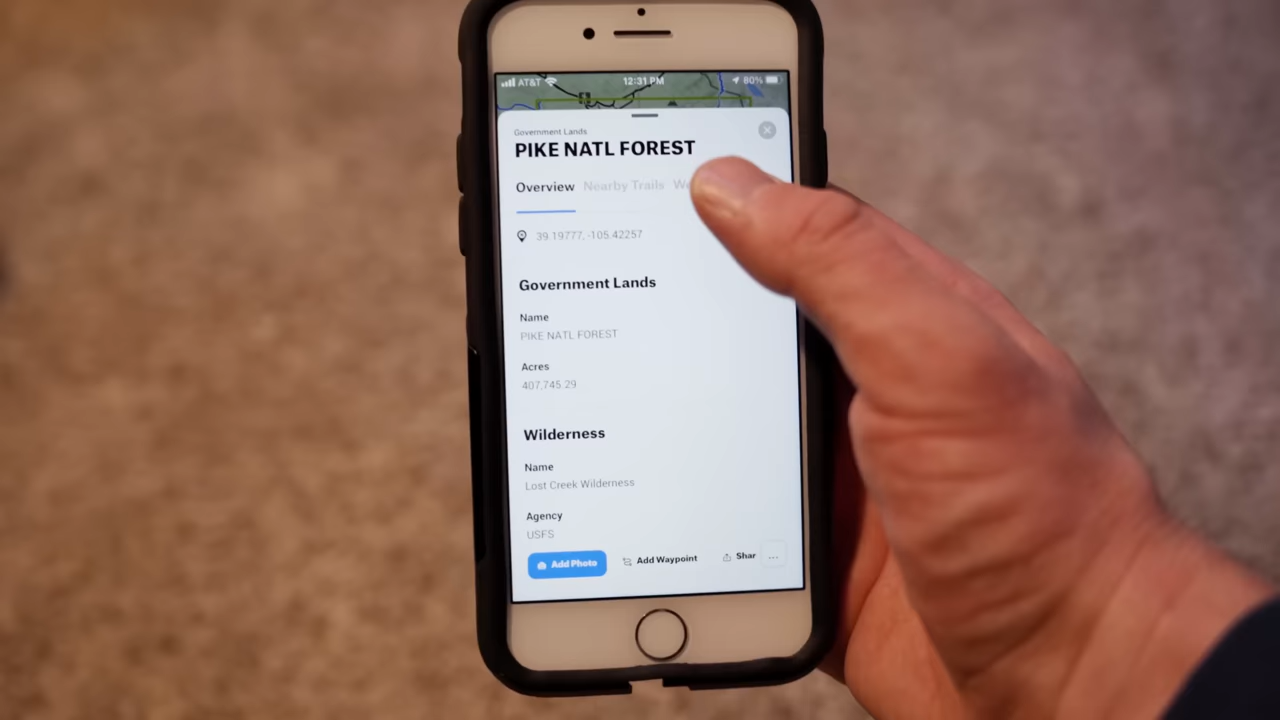 AT&T 12:31 PM 80%
Government Lands
PIKE NATL FOREST
Overview Nearby Trails
39.19777, -105.42257
Government Lands
Name
PIKE NATL FOREST
Acres
407,745.29
Wilderness
Name
Lost Creek Wilderness
Agency
USFS
Add Photo Add Waypoint Shar ...